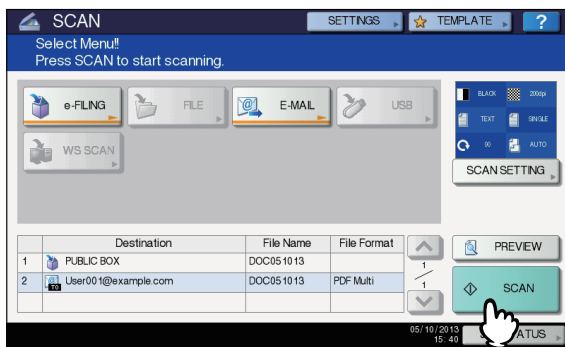 SCAN SETTINGS TEMPLATE ?
Select Menu!!
Press SCAN to start scanning.
e-FILING FILE E-MAIL USB
WS SCAN
BLACK 200dpi
TEXT SINGLE
90 AUTO
SCAN SETTING
Destination File Name File Format
1 PUBLIC BOX DOC051013
2 TO User001@example.com DOC051013 PDF Multi
1
1
PREVIEW
SCAN
05/10/2013
15:40